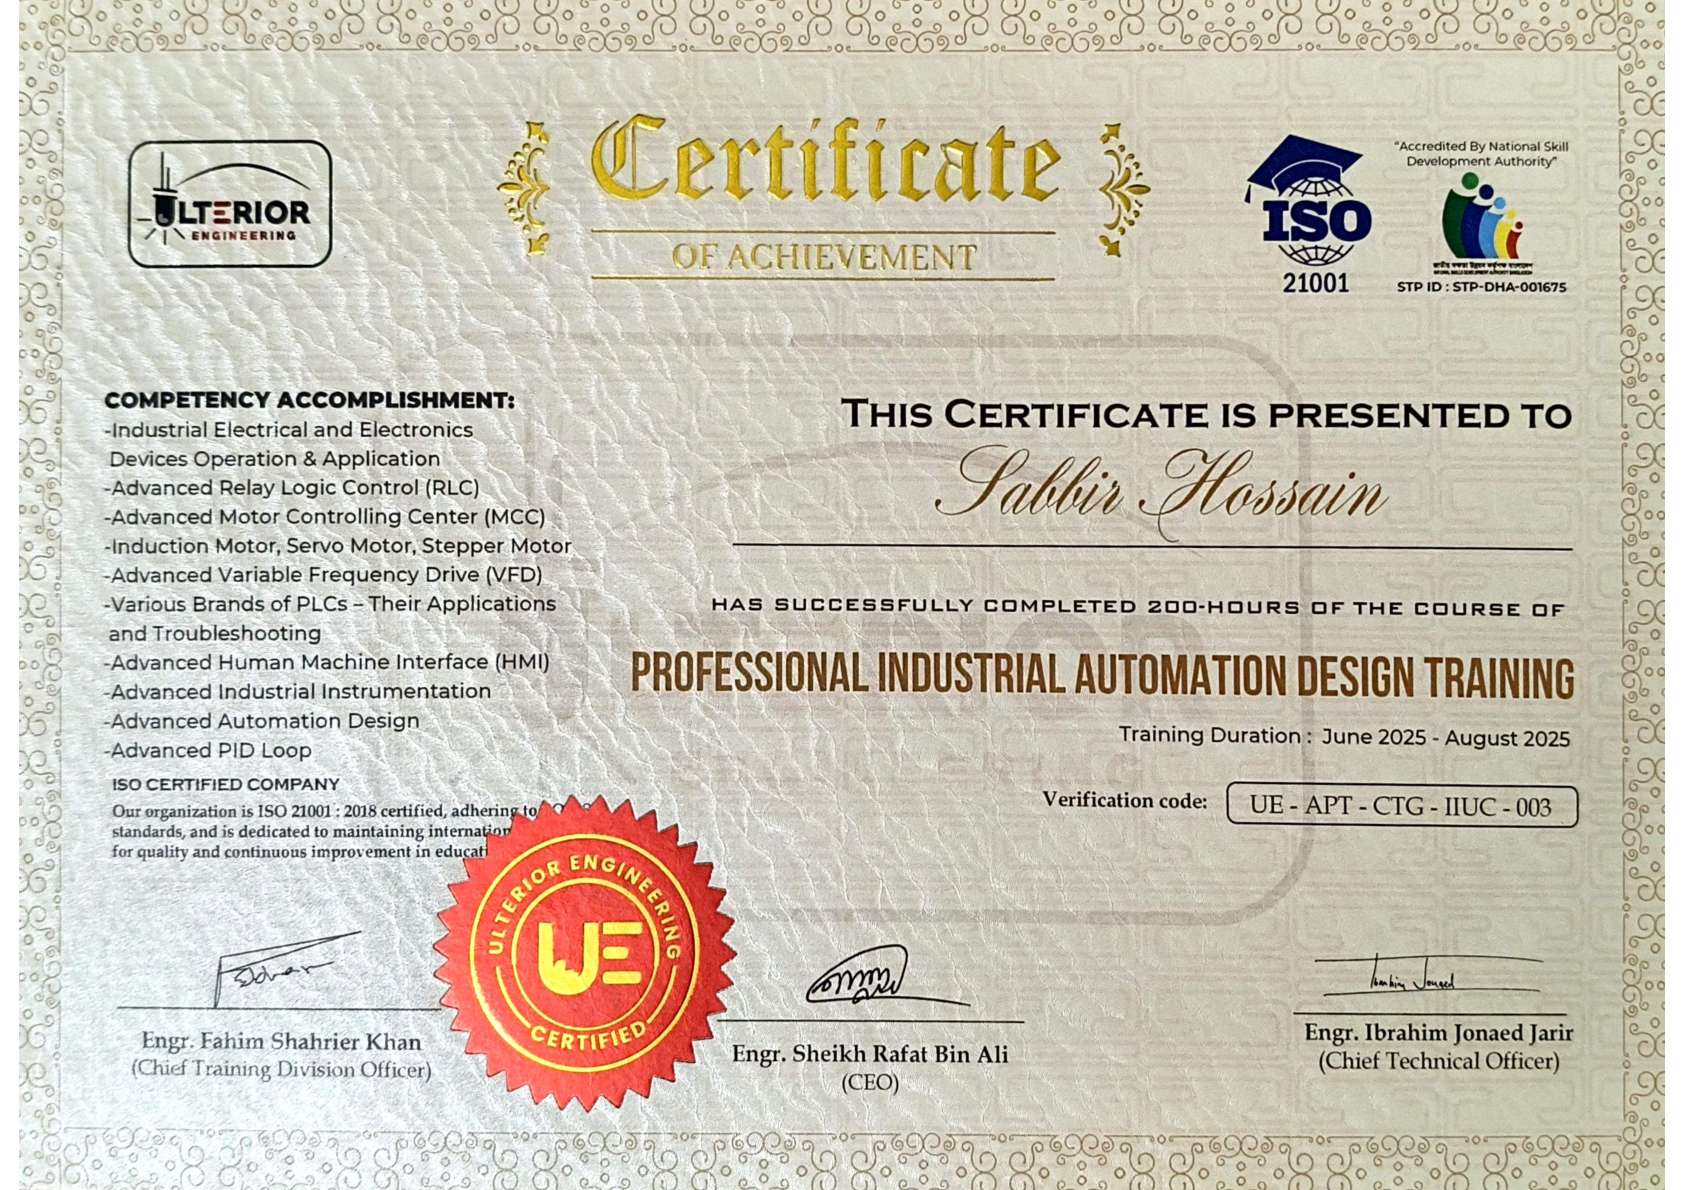 ULTERIOR
ENGINEERING
Certificate
OF ACHIEVEMENT
ISO
21001
"Accredited By National Skill
Development Authority"
STP ID : STP-DHA-001675
COMPETENCY ACCOMPLISHMENT:
-Industrial Electrical and Electronics
Devices Operation & Application
-Advanced Relay Logic Control (RLC)
-Advanced Motor Controlling Center (MCC)
-Induction Motor, Servo Motor, Stepper Motor
-Advanced Variable Frequency Drive (VFD)
-Various Brands of PLCs – Their Applications
and Troubleshooting
-Advanced Human Machine Interface (HMI)
-Advanced Industrial Instrumentation
-Advanced Automation Design
-Advanced PID Loop
ISO CERTIFIED COMPANY
Our organization is ISO 21001 : 2018 certified, adhering to
standards, and is dedicated to maintaining
for quality and continuous improvement in
THIS CERTIFICATE IS PRESENTED TO
Sabbir Hossain
HAS SUCCESSFULLY COMPLETED 200-HOURS OF THE COURSE OF
PROFESSIONAL INDUSTRIAL AUTOMATION DESIGN TRAINING
Training Duration : June 2025 - August 2025
Verification code: UE - APT - CTG - IIUC - 003
ULTERIOR ENGINEERING
UE
CERTIFIED
Engr. Fahim Shahrier Khan
(Chief Training Division Officer)
Engr. Sheikh Rafat Bin Ali
(CEO)
Ibrahim Jonaed
Engr. Ibrahim Jonaed Jarir
(Chief Technical Officer)